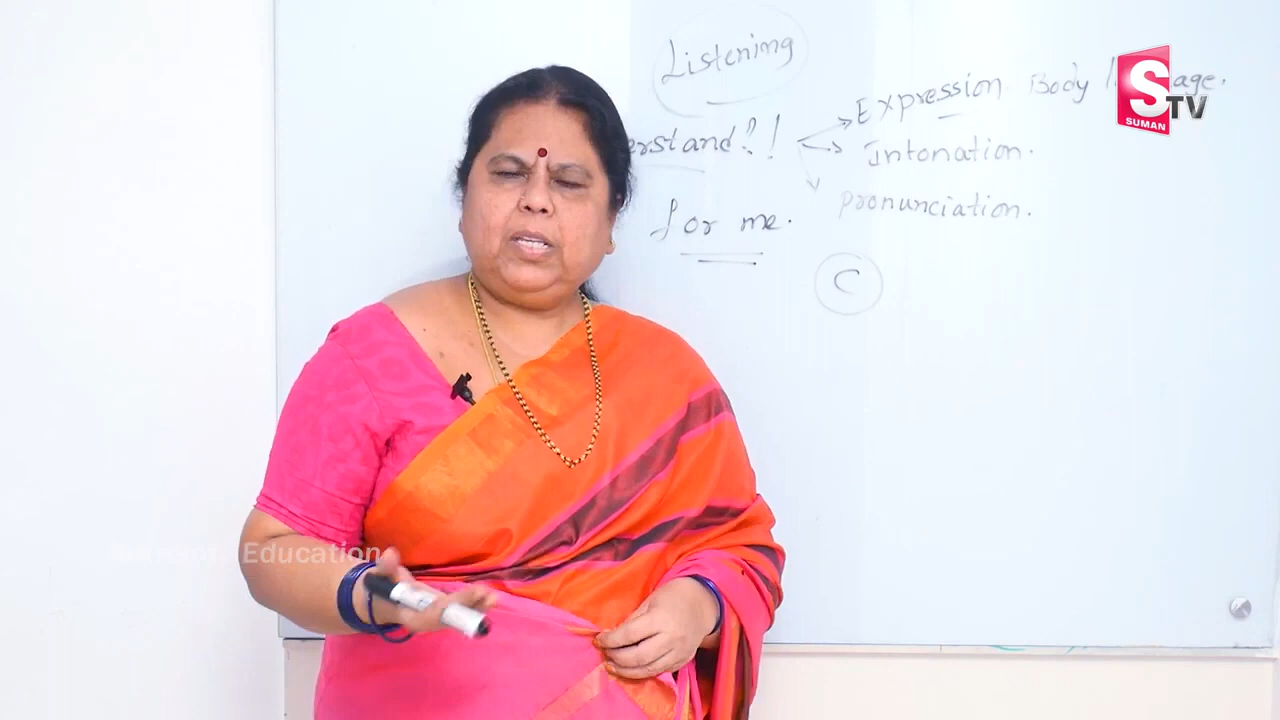 Listening
Expression. Body l age.
erstand?!
Intonation.
for me.
pronunciation.
C
S TV
SUMAN
Education